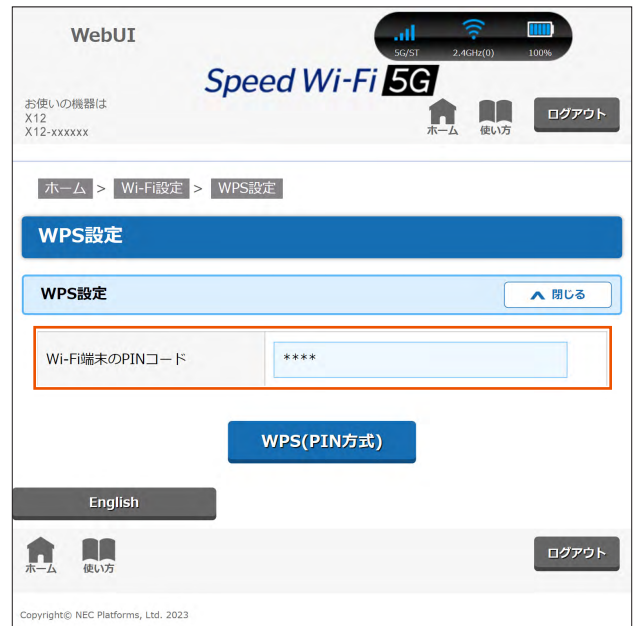 WebUI
5G/ST 2.4GHz(0) 100%
Speed Wi-Fi 5G
お使いの機器は
X12
X12-xxxxxx
ホーム 使い方 ログアウト
ホーム > Wi-Fi設定 > WPS設定
WPS設定
WPS設定 閉じる
Wi-Fi端末のPINコード ****
WPS(PIN方式)
English
ホーム 使い方 ログアウト
Copyright© NEC Platforms, Ltd. 2023